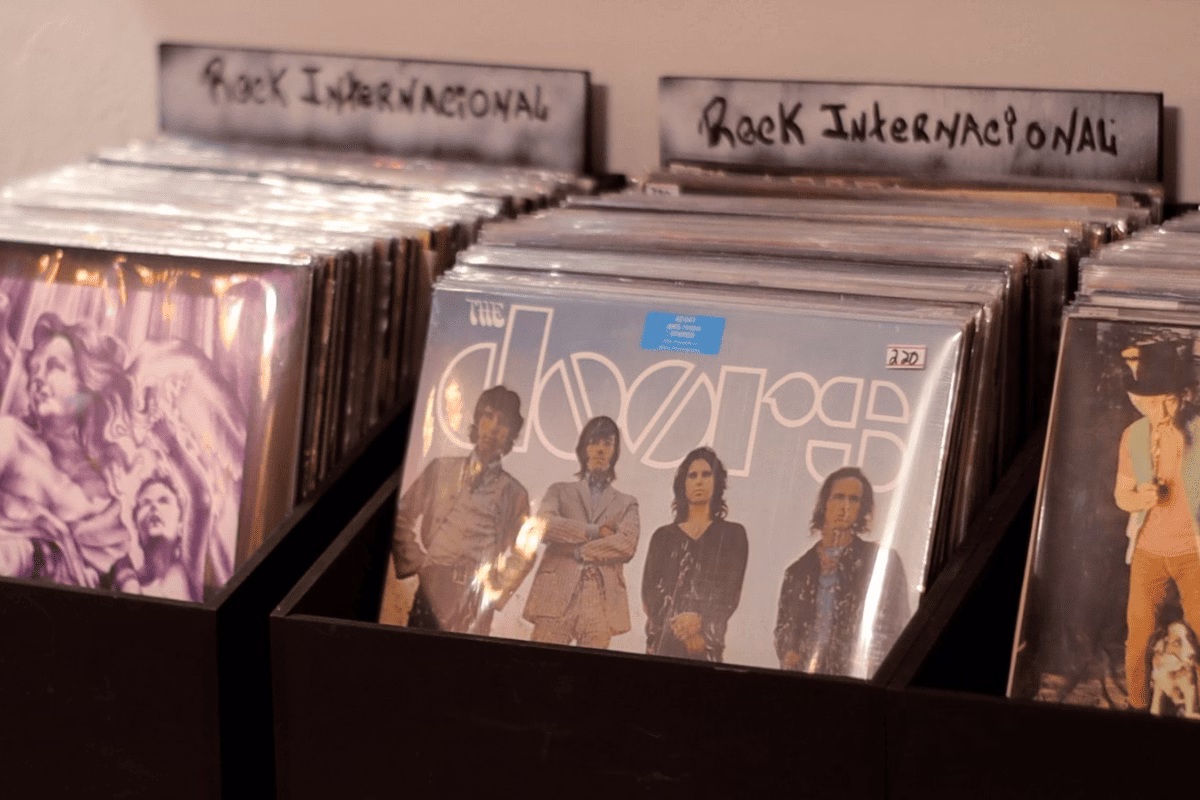 Rock Internacional
Rock Internacional
THE
doors
220